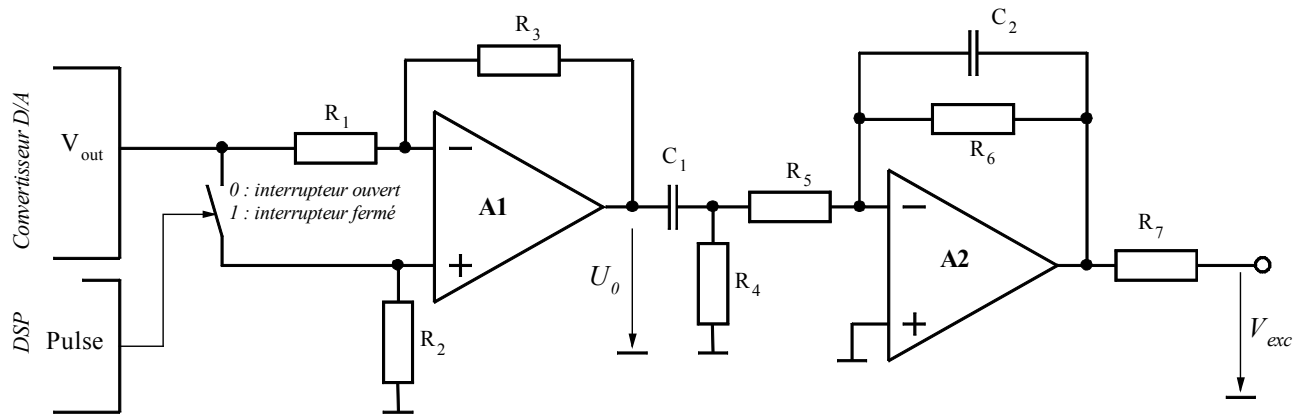 Convertisseur D/A
V_out
DSP
Pulse
0 : interrupteur ouvert
1 : interrupteur fermé
R_1
R_2
R_3
−
A1
+
U_0
C_1
R_4
R_5
C_2
R_6
−
A2
+
R_7
V_exc